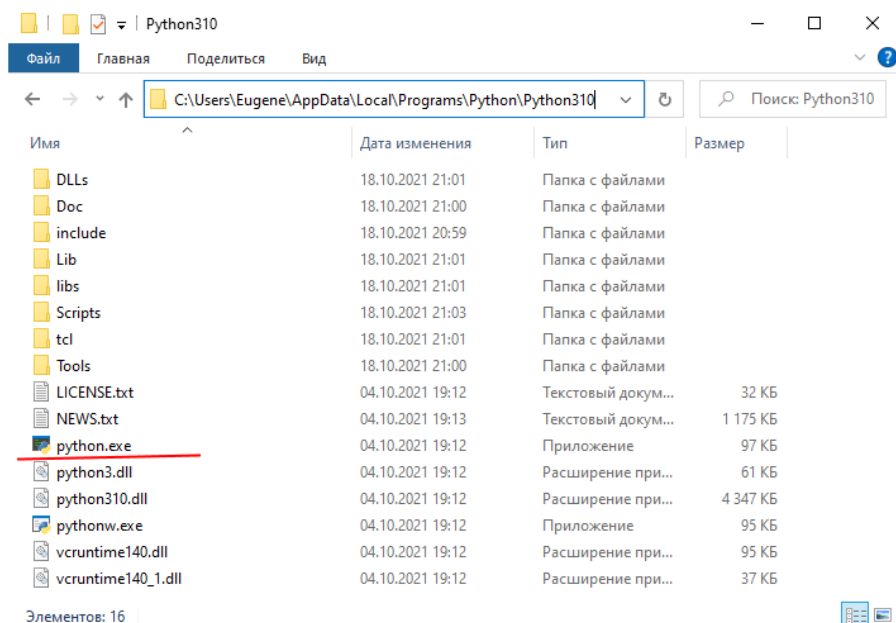 Python310
Файл Главная Поделиться Вид
C:\Users\Eugene\AppData\Local\Programs\Python\Python310 Поиск: Python310
Имя Дата изменения Тип Размер
DLLs 18.10.2021 21:01 Папка с файлами
Doc 18.10.2021 21:00 Папка с файлами
include 18.10.2021 20:59 Папка с файлами
Lib 18.10.2021 21:01 Папка с файлами
libs 18.10.2021 21:01 Папка с файлами
Scripts 18.10.2021 21:03 Папка с файлами
tcl 18.10.2021 21:01 Папка с файлами
Tools 18.10.2021 21:00 Папка с файлами
LICENSE.txt 04.10.2021 19:12 Текстовый докум... 32 КБ
NEWS.txt 04.10.2021 19:13 Текстовый докум... 1 175 КБ
python.exe 04.10.2021 19:12 Приложение 97 КБ
python3.dll 04.10.2021 19:12 Расширение при... 61 КБ
python310.dll 04.10.2021 19:12 Расширение при... 4 347 КБ
pythonw.exe 04.10.2021 19:12 Приложение 95 КБ
vcruntime140.dll 04.10.2021 19:12 Расширение при... 95 КБ
vcruntime140_1.dll 04.10.2021 19:12 Расширение при... 37 КБ
Элементов: 16